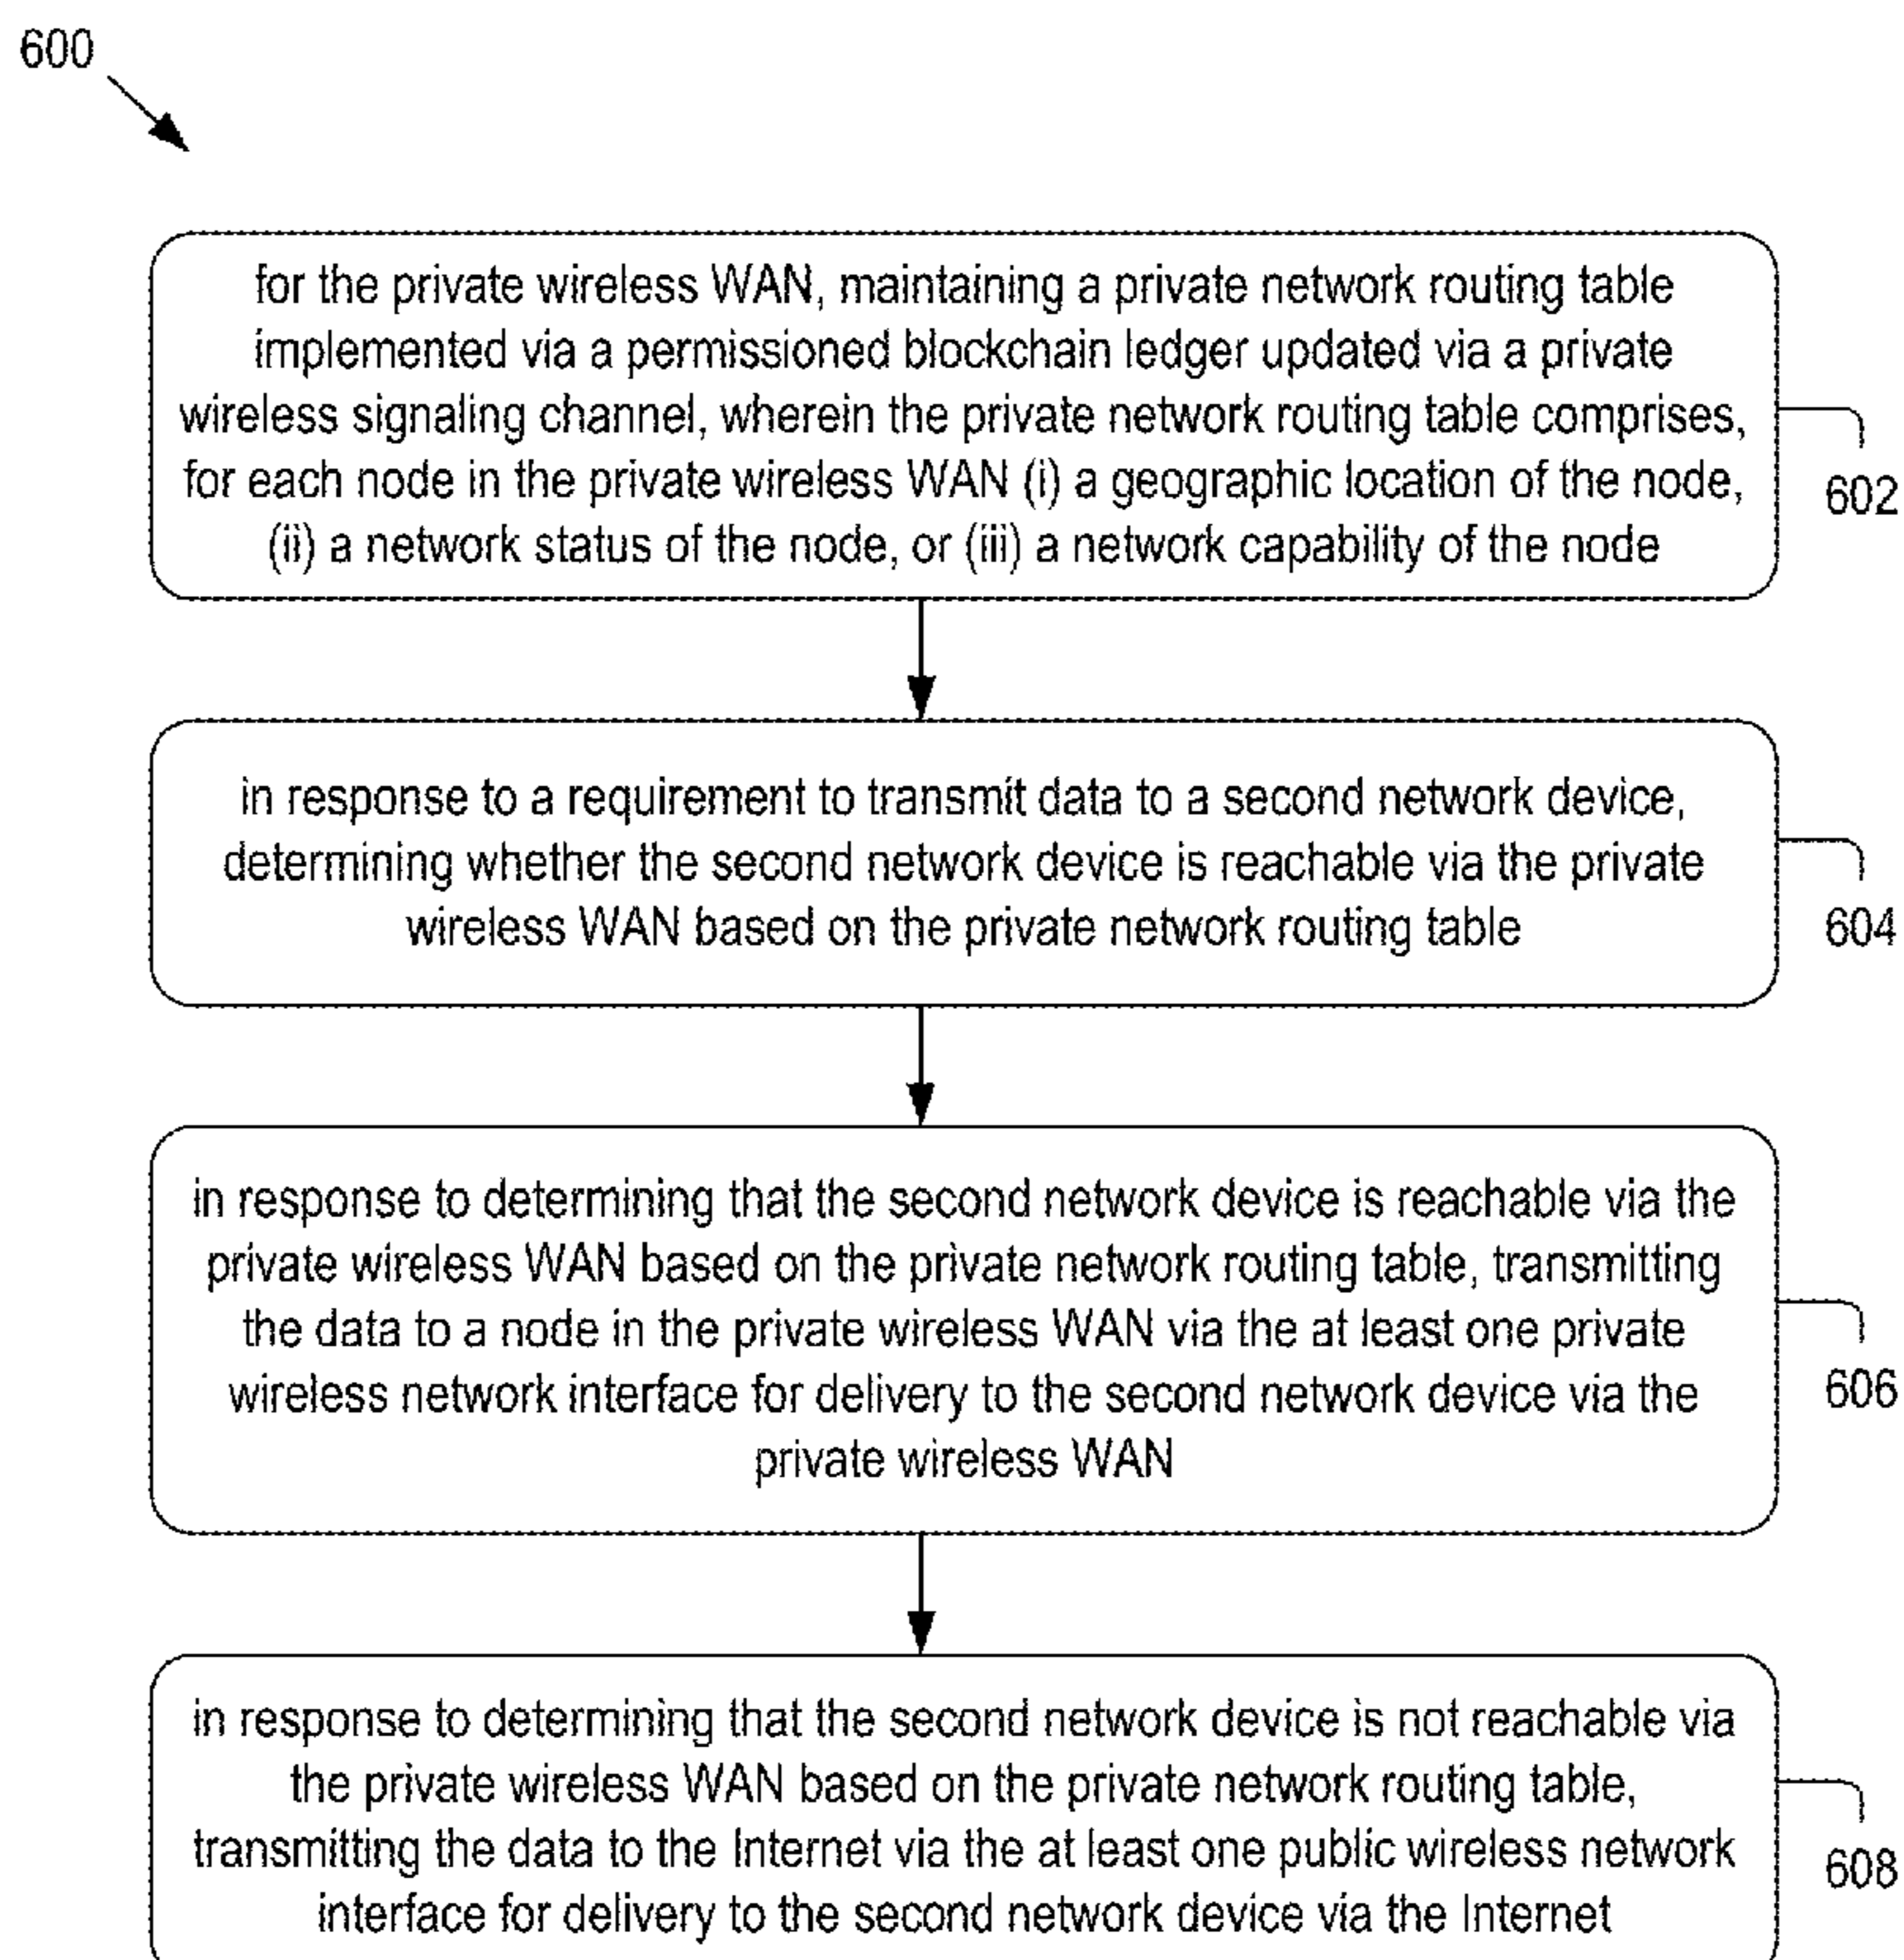 600
for the private wireless WAN, maintaining a private network routing table
implemented via a permissioned blockchain ledger updated via a private
wireless signaling channel, wherein the private network routing table comprises,
for each node in the private wireless WAN (i) a geographic location of the node,
(ii) a network status of the node, or (iii) a network capability of the node
602
in response to a requirement to transmit data to a second network device,
determining whether the second network device is reachable via the private
wireless WAN based on the private network routing table
604
in response to determining that the second network device is reachable via the
private wireless WAN based on the private network routing table, transmitting
the data to a node in the private wireless WAN via the at least one private
wireless network interface for delivery to the second network device via the
private wireless WAN
606
in response to determining that the second network device is not reachable via
the private wireless WAN based on the private network routing table,
transmitting the data to the Internet via the at least one public wireless network
interface for delivery to the second network device via the Internet
608